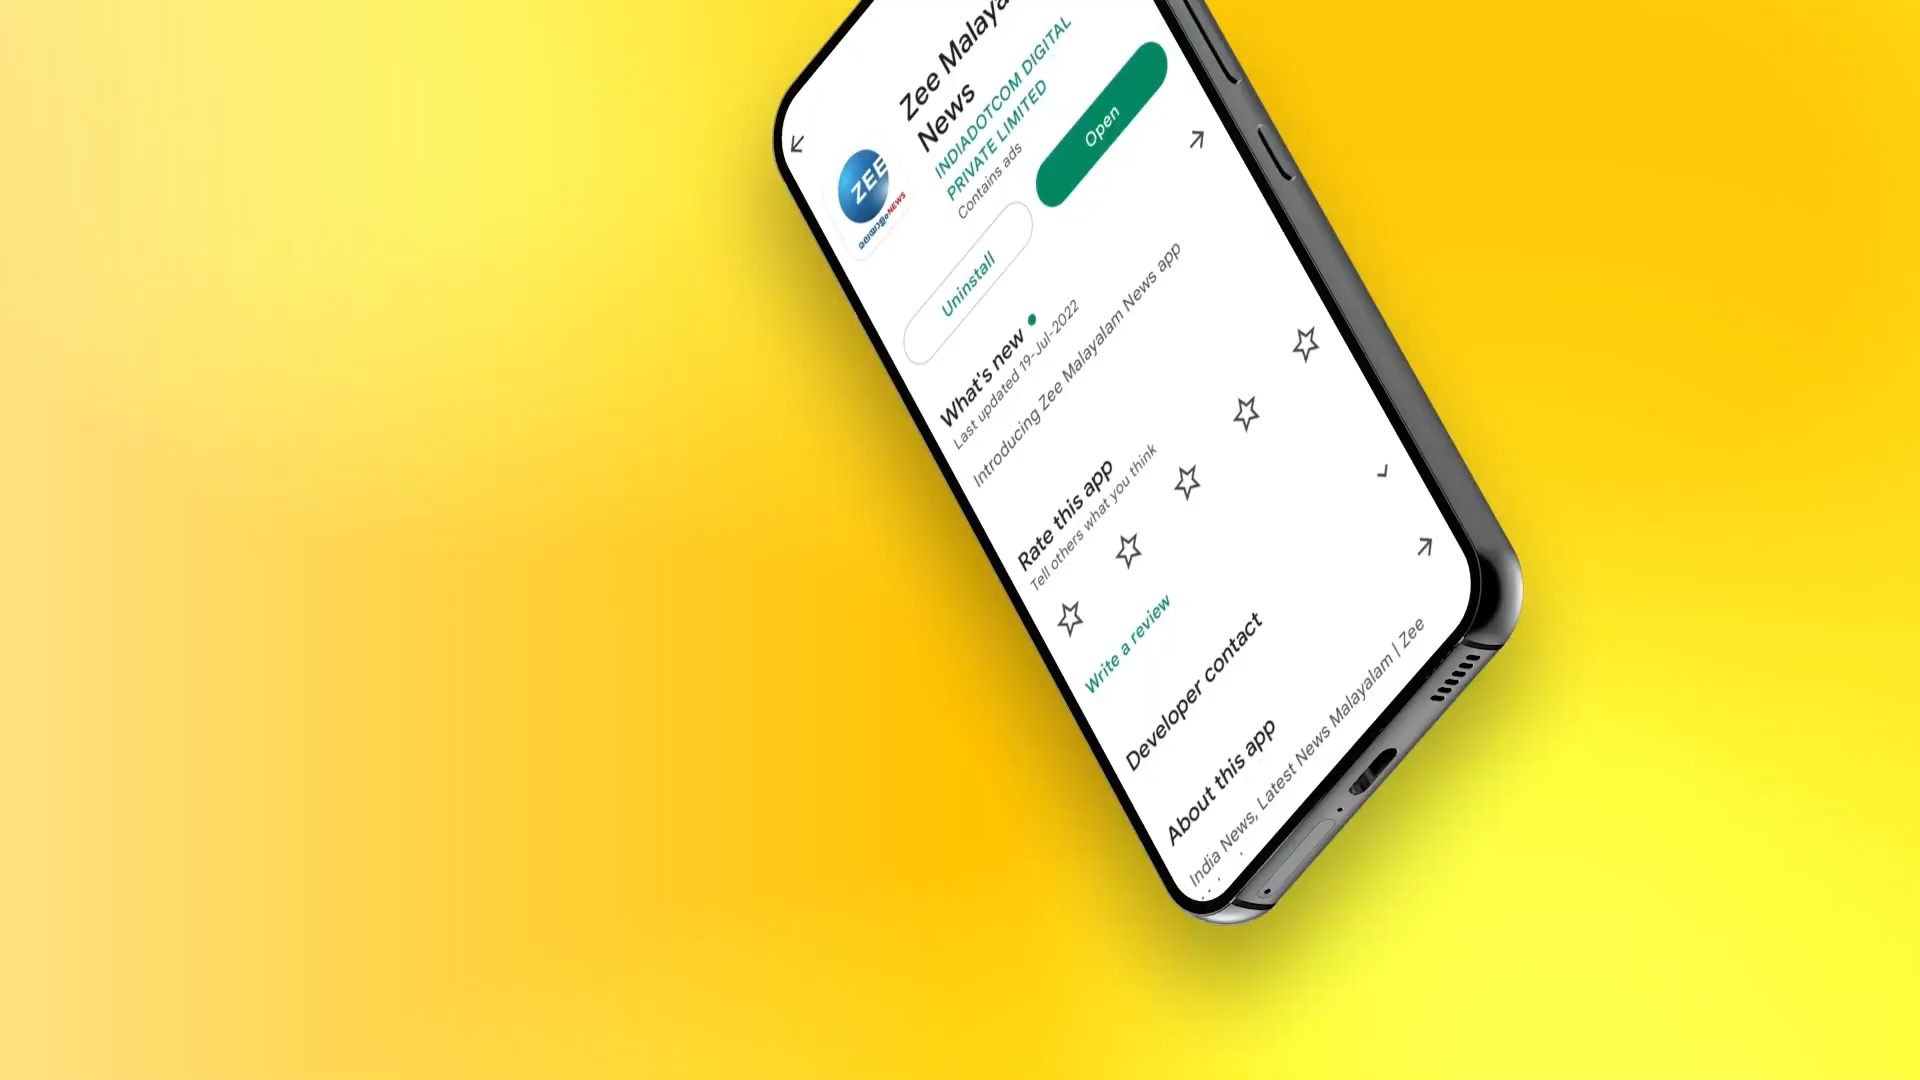 Zee Malaya
News
INDIADOTCOM DIGITAL
PRIVATE LIMITED
Contains ads
ZEE
മലയാളം NEWS
Uninstall
Open
What's new
Last updated 19-Jul-2022
Introducing Zee Malayalam News app
Rate this app
Tell others what you think
Write a review
Developer contact
About this app
India News, Latest News Malayalam | Zee